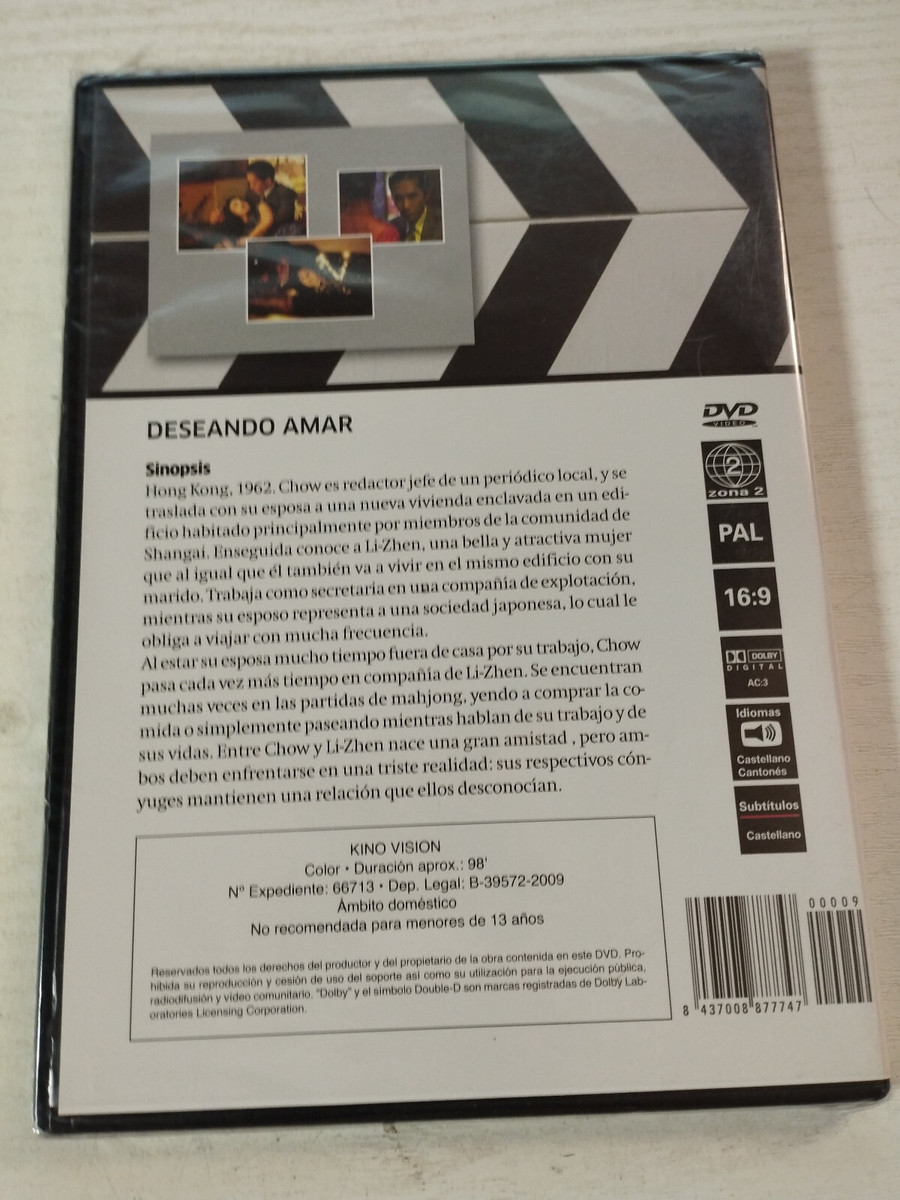 DESEANDO AMAR
Sinopsis
Hong Kong, 1962. Chow es redactor jefe de un periódico local, y se
traslada con su esposa a una nueva vivienda enclavada en un edi-
ficio habitado principalmente por miembros de la comunidad de
Shangai. Enseguida conoce a Li-Zhen, una bella y atractiva mujer
que al igual que él también va a vivir en el mismo edificio con su
marido. Trabaja como secretaria en una compañía de explotación,
mientras su esposo representa a una sociedad japonesa, lo cual le
obliga a viajar con mucha frecuencia.
Al estar su esposa mucho tiempo fuera de casa por su trabajo, Chow
pasa cada vez más tiempo en compañía de Li-Zhen. Se encuentran
muchas veces en las partidas de mahjong, yendo a comprar la co-
mida o simplemente paseando mientras hablan de su trabajo y de
sus vidas. Entre Chow y Li-Zhen nace una gran amistad , pero am-
bos deben enfrentarse en una triste realidad: sus respectivos cón-
yuges mantienen una relación que ellos desconocían.
KINO VISION
Color • Duración aprox.: 98'
Nº Expediente: 66713 • Dep. Legal: B-39572-2009
Ámbito doméstico
No recomendada para menores de 13 años
Reservados todos los derechos del productor y del propietario de la obra contenida en este DVD. Pro-
hibida su reproducción y cesión de uso del soporte así como su utilización para la ejecución pública,
radiodifusión y video comunitario. "Dolby" y el símbolo Double-D son marcas registradas de Dolby Lab-
oratories Licensing Corporation.
DVD
VIDEO
2
zona 2
PAL
16:9
DOLBY
DIGITAL
AC:3
Idiomas
Castellano
Cantonés
Subtítulos
Castellano
00009
8 437008 877747